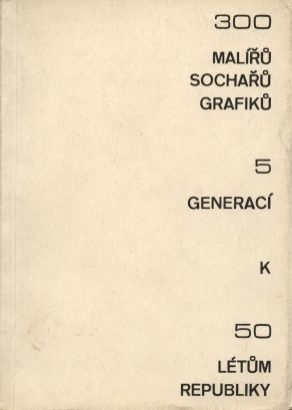 300
MALÍŘŮ
SOCHAŘŮ
GRAFIKŮ
5
GENERACÍ
K
50
LÉTŮM
REPUBLIKY